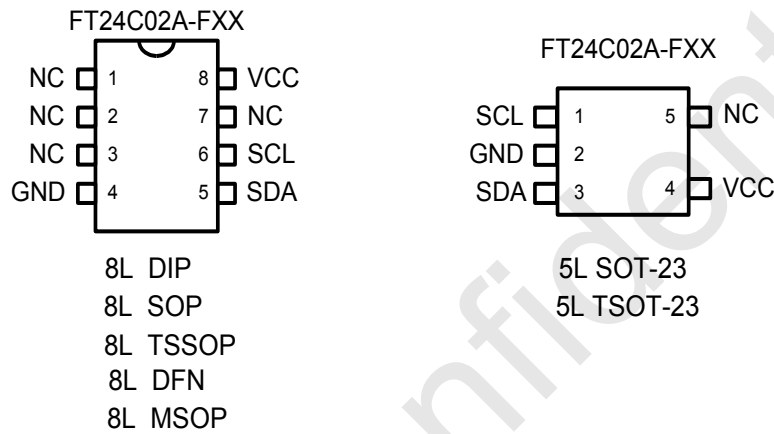 FT24C02A-FXX
NC 1 8 VCC
NC 2 7 NC
NC 3 6 SCL
GND 4 5 SDA
8L DIP
8L SOP
8L TSSOP
8L DFN
8L MSOP
FT24C02A-FXX
SCL 1 5 NC
GND 2
SDA 3 4 VCC
5L SOT-23
5L TSOT-23
nfident